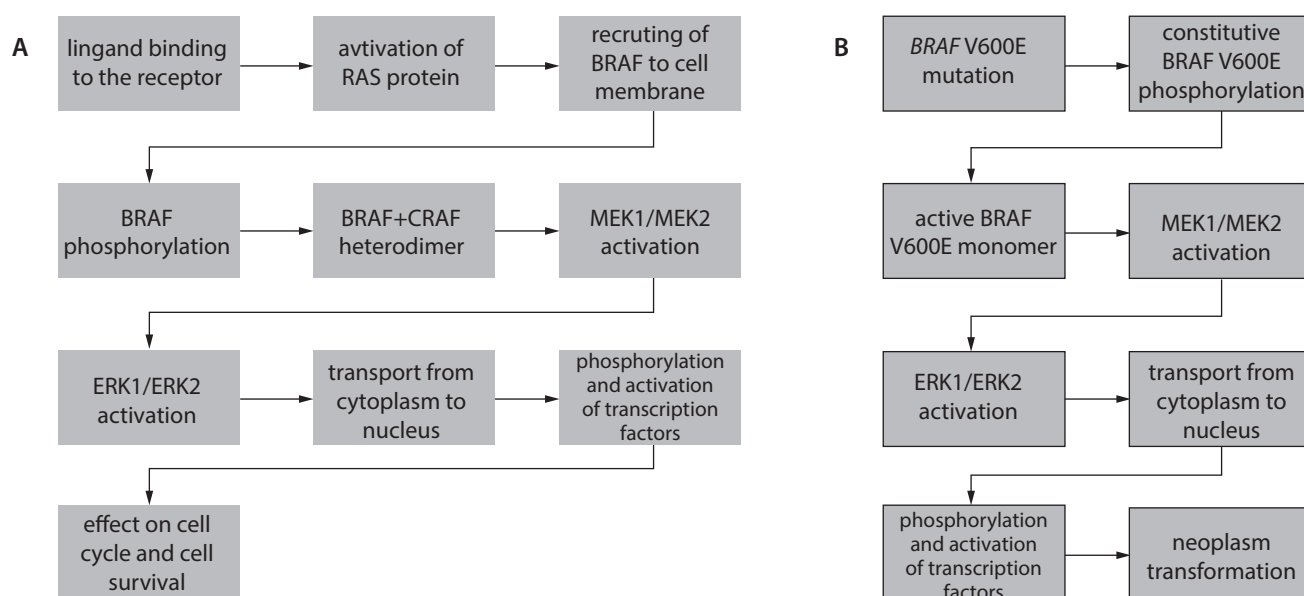 A
lingand binding
to the receptor
avtivation of
RAS protein
recruting of
BRAF to cell
membrane
BRAF
phosphorylation
BRAF+CRAF
heterodimer
MEK1/MEK2
activation
ERK1/ERK2
activation
transport from
cytoplasm to
nucleus
phosphorylation
and activation
of transcription
factors
effect on cell
cycle and cell
survival
B
BRAF V600E
mutation
constitutive
BRAF V600E
phosphorylation
active BRAF
V600E monomer
MEK1/MEK2
activation
ERK1/ERK2
activation
transport from
cytoplasm to
nucleus
phosphorylation
and activation
of transcription
factors
neoplasm
transformation